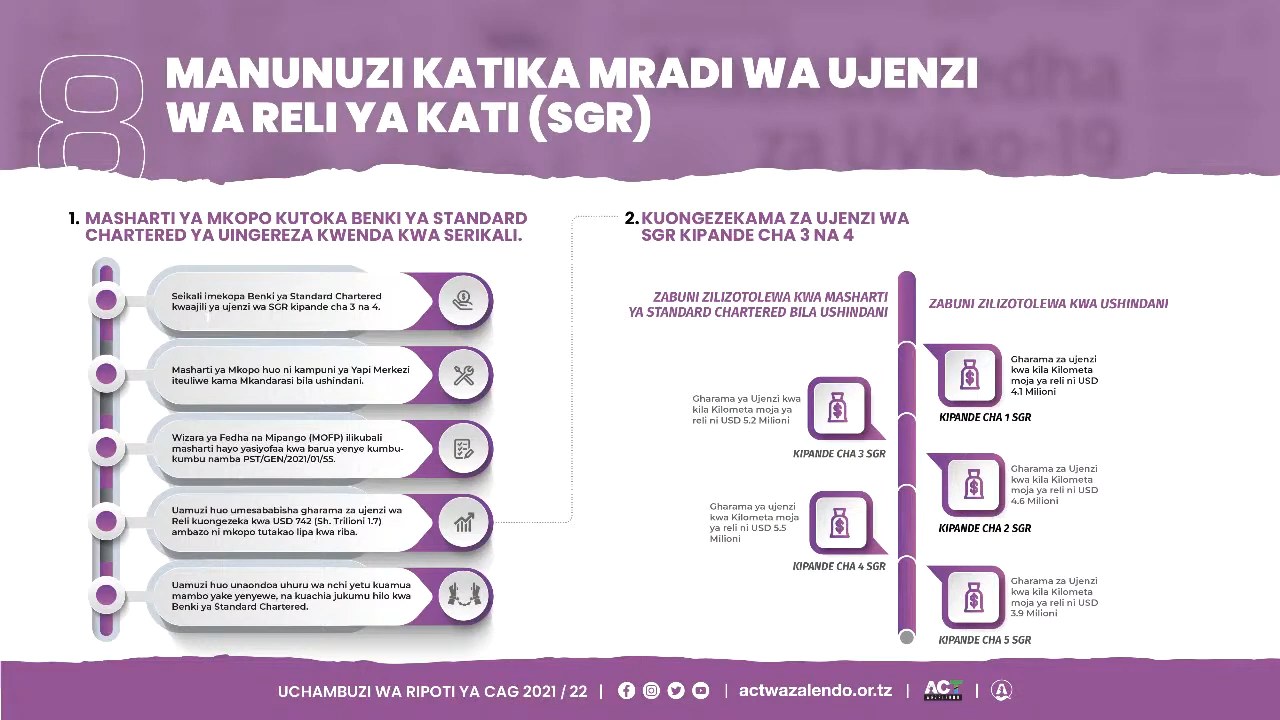 8
MANUNUZI KATIKA MRADI WA UJENZI
WA RELI YA KATI (SGR)
1. MASHARTI YA MKOPO KUTOKA BENKI YA STANDARD
CHARTERED YA UINGEREZA KWENDA KWA SERIKALI.
Seikali imekopa Benki ya Standard Chartered
kwaajili ya ujenzi wa SGR kipande cha 3 na 4.
Masharti ya Mkopo huo ni kampuni ya Yapi Merkezi
iteuliwe kama Mkandarasi bila ushindani.
Wizara ya Fedha na Mipango (MOFP) ilikubali
masharti hayo yasiyofaa kwa barua yenye kumbu-
kumbu namba PST/GEN/2021/01/55.
Uamuzi huo umesababisha gharama za ujenzi wa
Reli kuongezeka kwa USD 742 (Sh. Trilioni 1.7)
ambazo ni mkopo tutakao lipa kwa riba.
Uamuzi huo unaondoa uhuru wa nchi yetu kuamua
mambo yake yenyewe, na kuachia jukumu hilo kwa
Benki ya Standard Chartered.
2. KUONGEZEKAMA ZA UJENZI WA
SGR KIPANDE CHA 3 NA 4
ZABUNI ZILIZOTOLEWA KWA MASHARTI
YA STANDARD CHARTERED BILA USHINDANI
Gharama ya Ujenzi kwa
kila Kilometa moja ya
reli ni USD 5.2 Milioni
KIPANDE CHA 3 SGR
Gharama ya ujenzi
kwa Kilometa moja
ya reli ni USD 5.5
Milioni
KIPANDE CHA 4 SGR
ZABUNI ZILIZOTOLEWA KWA USHINDANI
Gharama za ujenzi
kwa kila Kilometa
moja ya reli ni USD
4.1 Milioni
KIPANDE CHA 1 SGR
Gharama za Ujenzi
kwa kila Kilometa
moja ya reli ni USD
4.6 Milioni
KIPANDE CHA 2 SGR
Gharama za Ujenzi
kwa kila Kilometa
moja ya reli ni USD
3.9 Milioni
KIPANDE CHA 5 SGR
UCHAMBUZI WA RIPOTI YA CAG 2021 / 22 | | actwazalendo.or.tz | ACT |